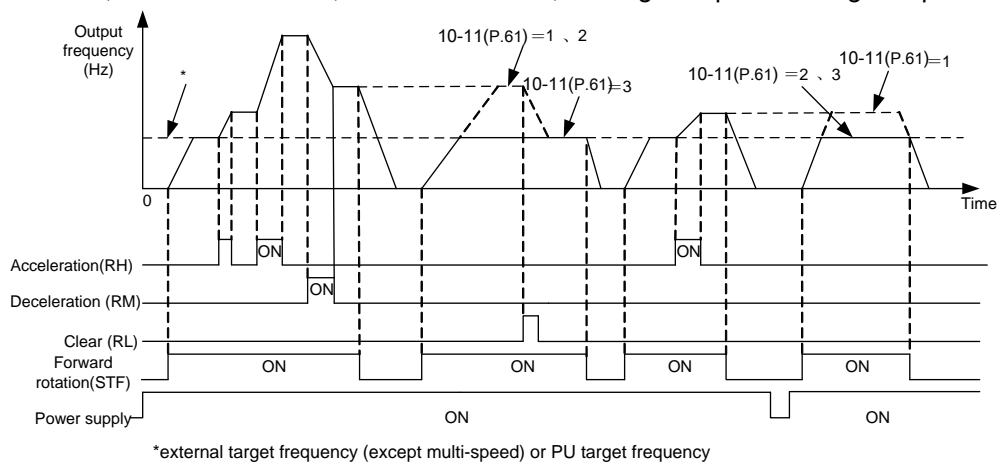 Output
frequency
(Hz)
*
10-11(P.61)=1 、2
10-11(P.61)=3
10-11(P.61)=1
10-11(P.61) =2 、3
0
Time
Acceleration(RH)
ON
Deceleration (RM)
ON
ON
Clear (RL)
Forward
rotation(STF)
ON
ON
ON
ON
Power supply
ON
ON
*external target frequency (except multi-speed) or PU target frequency